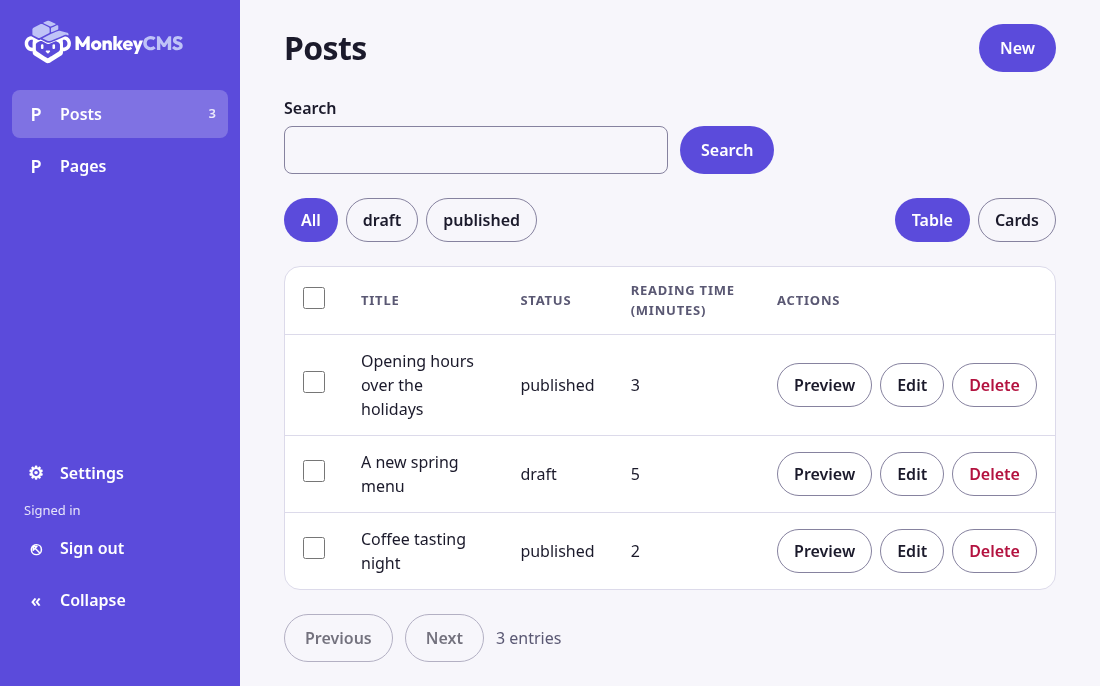 MonkeyCMS
P Posts 3
P Pages
Settings
Signed in
Sign out
« Collapse
Posts
New
Search
Search
All draft published
Table Cards
TITLE STATUS READING TIME (MINUTES) ACTIONS
Opening hours
over the
holidays
published 3 Preview Edit Delete
A new spring
menu
draft 5 Preview Edit Delete
Coffee tasting
night
published 2 Preview Edit Delete
Previous Next 3 entries